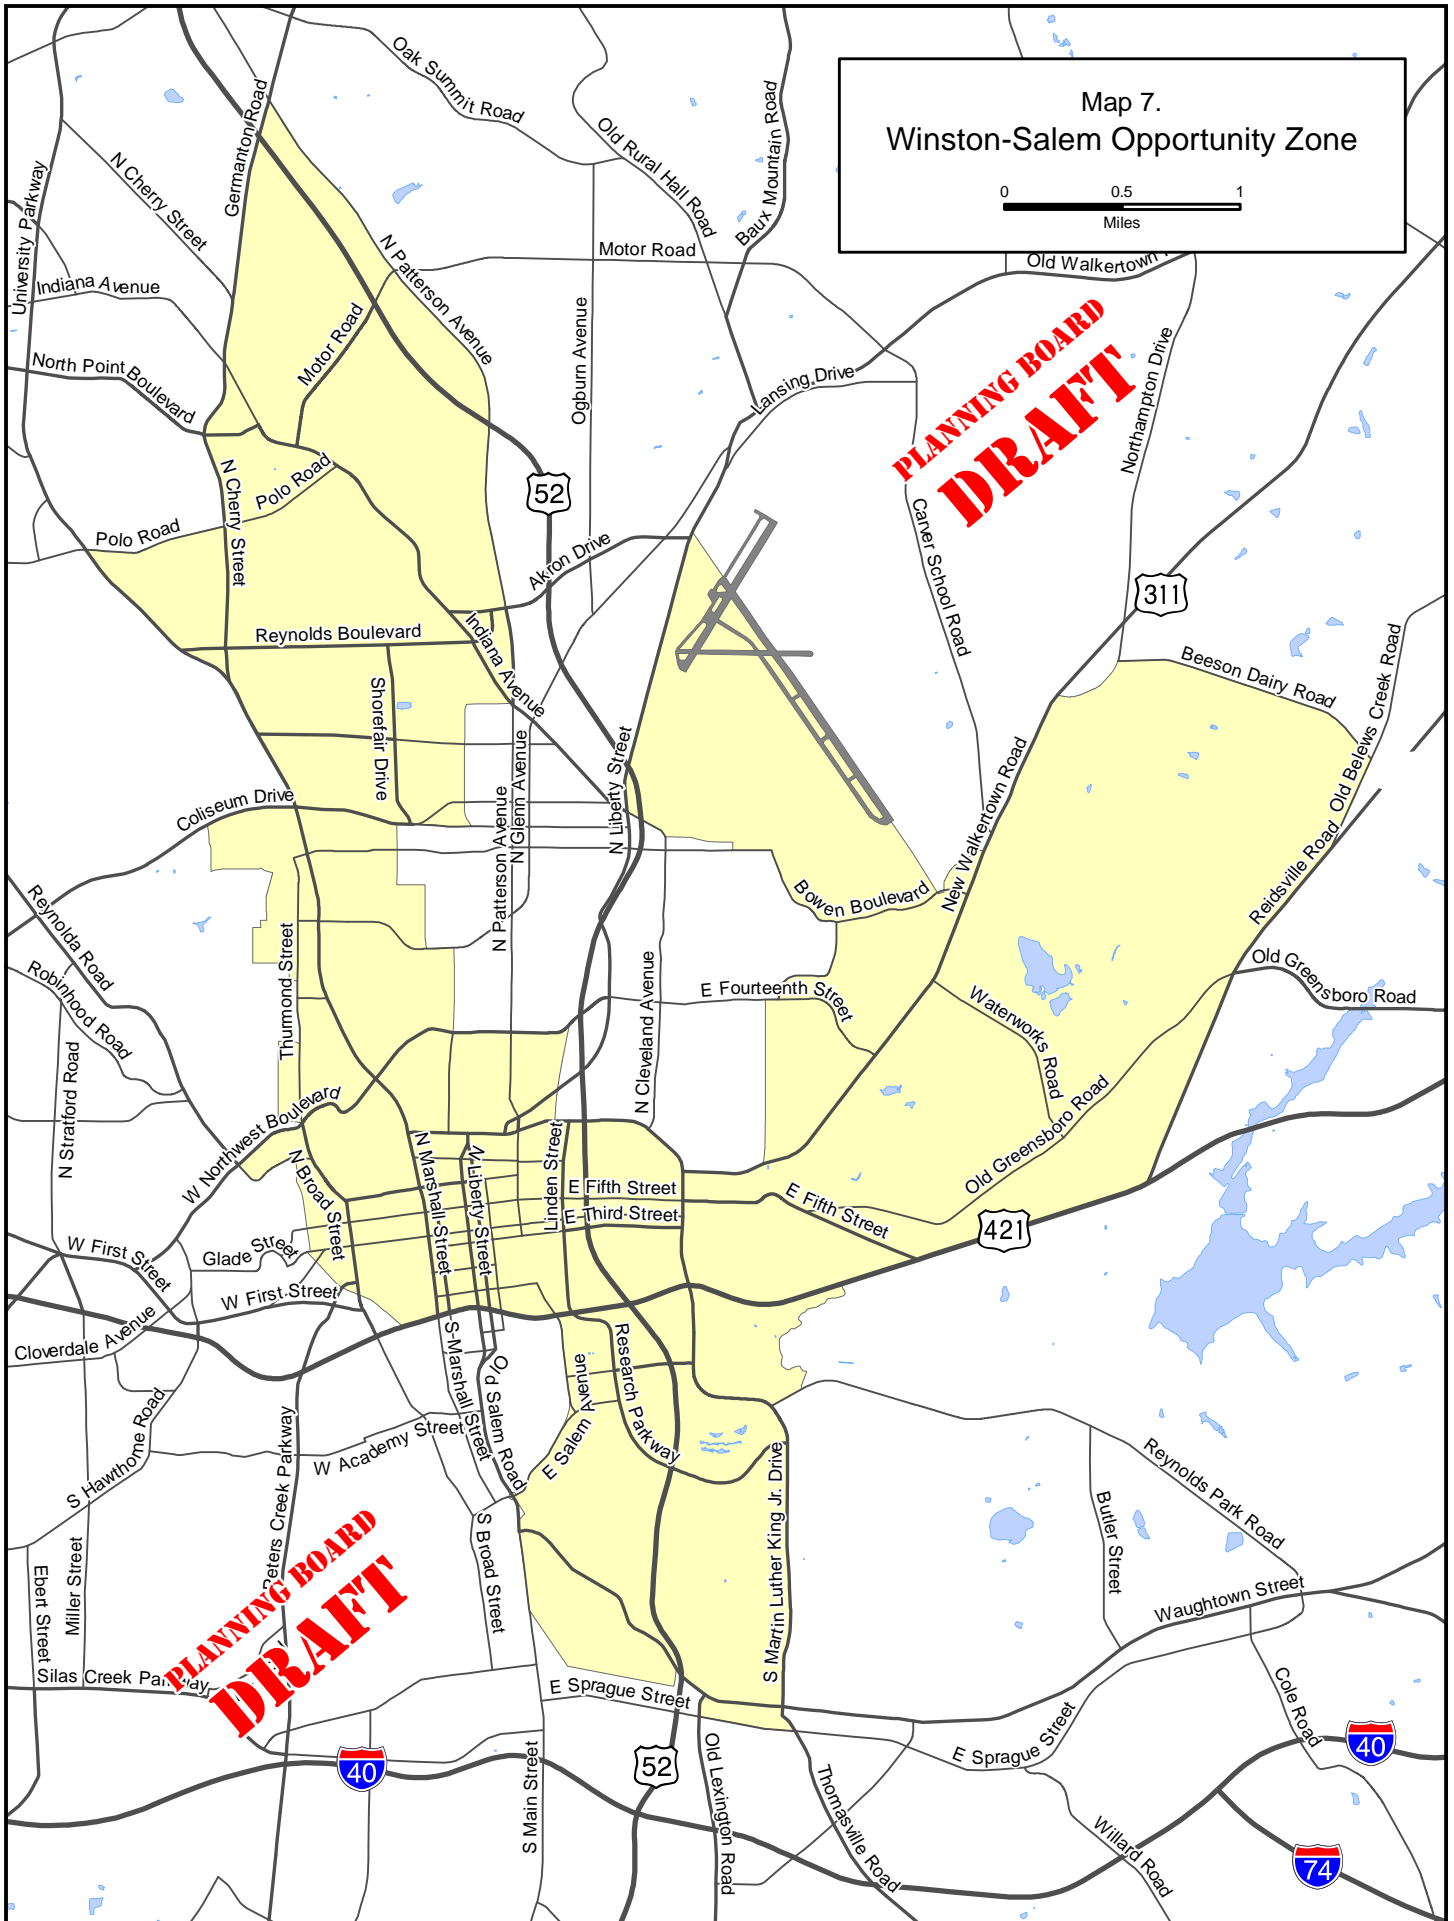 Map 7.
Winston-Salem Opportunity Zone
0 0.5 1
Miles
Oak Summit Road
Germanton Road
Old Rural Hall Road
Baux Mountain Road
N Cherry Street
University Parkway
N Patterson Avenue
Motor Road
Old Walkertown
Indiana Avenue
Motor Road
Ogburn Avenue
PLANNING BOARD
DRAFT
Northampton Drive
North Point Boulevard
Lansing Drive
N Cherry Street
Polo Road
52
Polo Road
Carver School Road
Akron Drive
311
Reynolds Boulevard
Indiana Avenue
Beeson Dairy Road
Old Belews Creek Road
Shorefair Drive
N Liberty Street
N Glenn Avenue
N Patterson Avenue
New Walkertown Road
Coliseum Drive
Reidsville Road
Bowen Boulevard
Reynolda Road
Robinhood Road
Thurmond Street
N Cleveland Avenue
E Fourteenth Street
Waterworks Road
Old Greensboro Road
N Stratford Road
W Northwest Boulevard
Old Greensboro Road
N Broad Street
N Marshall Street
N Liberty Street
Linden Street
E Fifth Street
E Fifth Street
E Third Street
421
W First Street
Glade Street
W First Street
Cloverdale Avenue
S Marshall Street
Old Salem Road
E Salem Avenue
Research Parkway
S Hawthorne Road
W Academy Street
Peters Creek Parkway
S Martin Luther King Jr. Drive
Reynolds Park Road
Butler Street
PLANNING BOARD
DRAFT
S Broad Street
Ebert Street
Miller Street
Waughtown Street
Silas Creek Parkway
E Sprague Street
Cole Road
E Sprague Street
40
52
40
S Main Street
Old Lexington Road
Thomasville Road
Willard Road
74